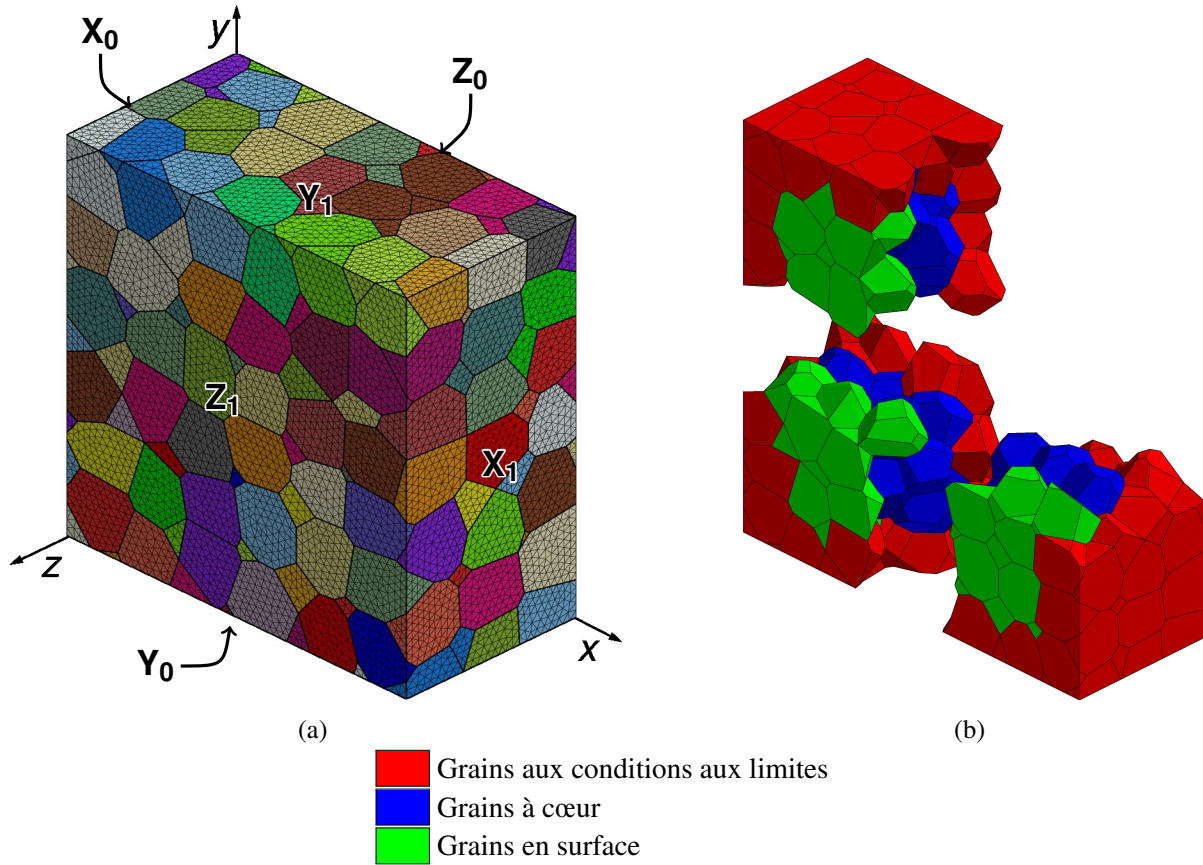 X0
y
Z0
Y1
Z1
X1
z
x
Y0
(a)
(b)
Grains aux conditions aux limites
Grains à cœur
Grains en surface